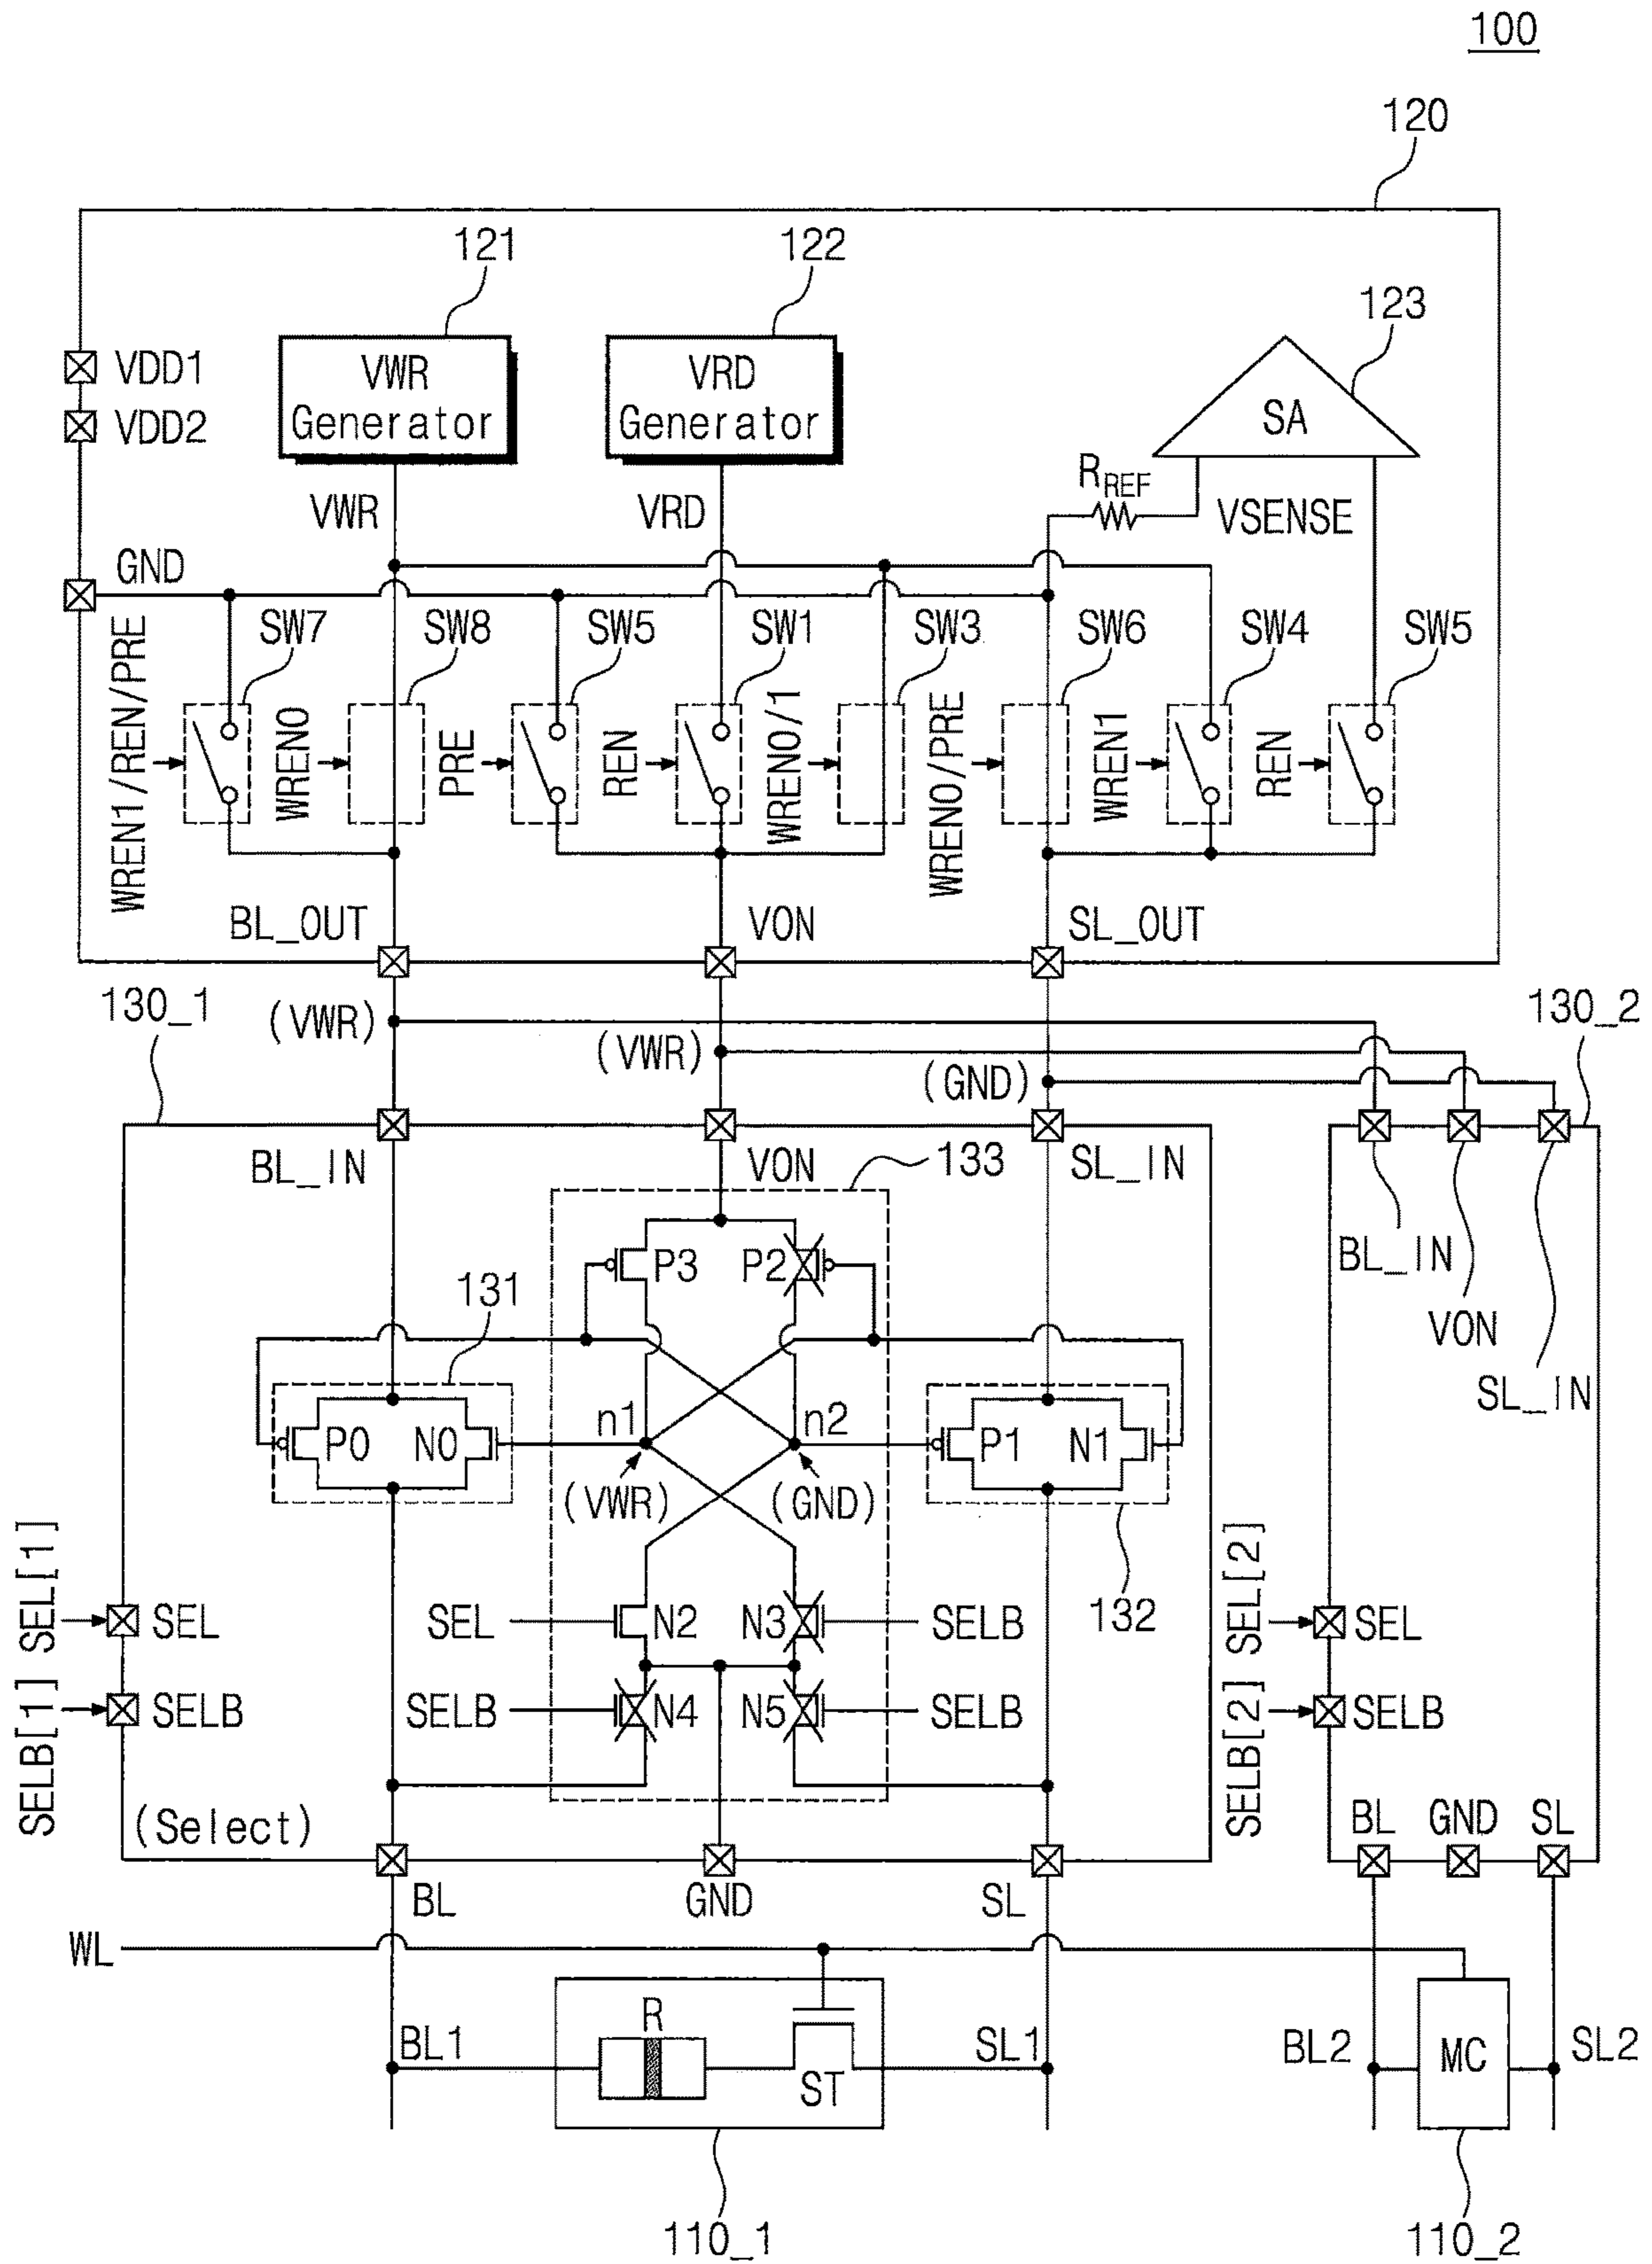 100
120
121
122
123
VWR
Generator
VRD
Generator
SA
VDD1
VDD2
R_REF
VWR
VRD
VSENSE
GND
SW7
SW8
SW5
SW1
SW3
SW6
SW4
SW5
WREN1/REN/PRE
WREN0
PRE
REN
WREN0/1
WREN0/PRE
WREN1
REN
BL_OUT
VON
SL_OUT
130_1
(VWR)
(VWR)
(GND)
130_2
BL_IN
VON
133
SL_IN
P3
P2
BL_IN
VON
SL_IN
131
P0
N0
n1
n2
P1
N1
(VWR)
(GND)
132
SEL[1]
SEL
SEL
N2
N3
SELB
SEL[2]
SEL
SELB[1]
SELB
SELB
N4
N5
SELB
SELB[2]
SELB
(Select)
BL
GND
SL
BL
GND
SL
WL
BL1
R
ST
SL1
BL2
MC
SL2
110_1
110_2